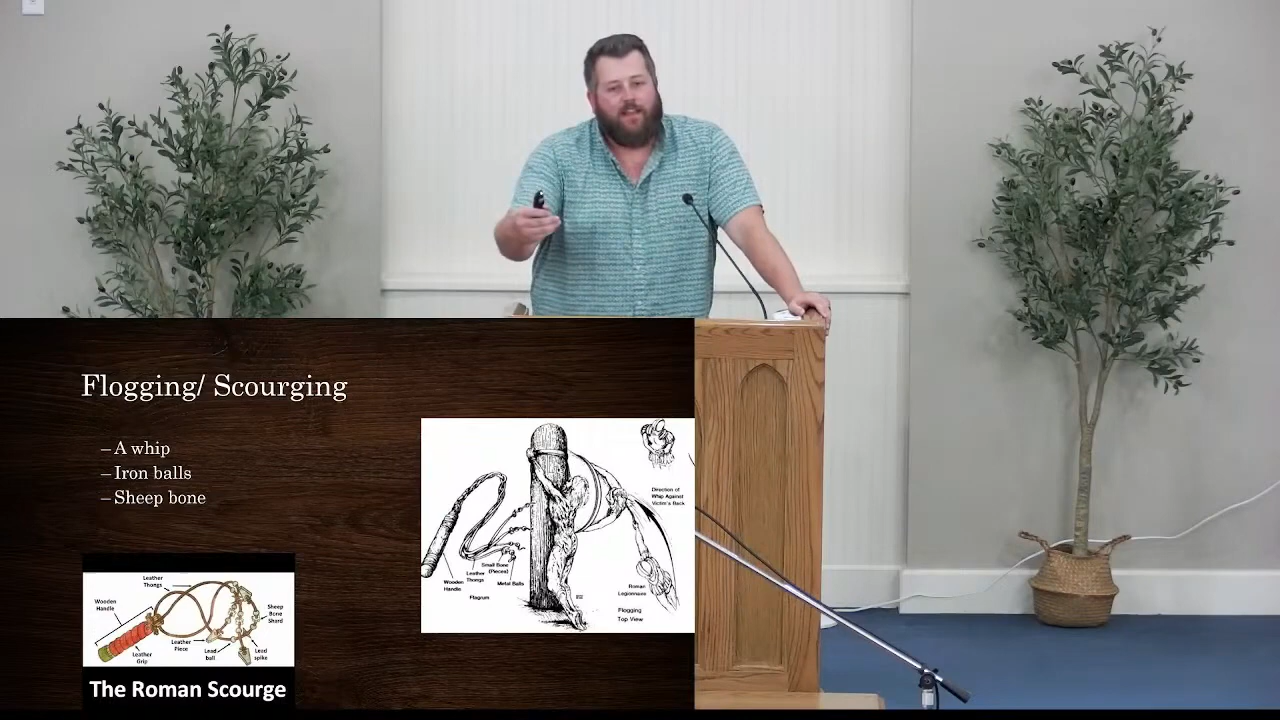 Flogging/ Scourging
– A whip
– Iron balls
– Sheep bone
Leather
Thongs
Wooden
Handle
Sheep
Bone
Shard
Leather
Piece
Lead
ball
Lead
spike
Leather
Grip
The Roman Scourge
Direction of
Whip Against
Victim's Back
Small Bone
(Pieces)
Leather
Thongs
Metal Balls
Wooden
Handle
Flagrum
Roman
Legionnaire
Flogging
Top View